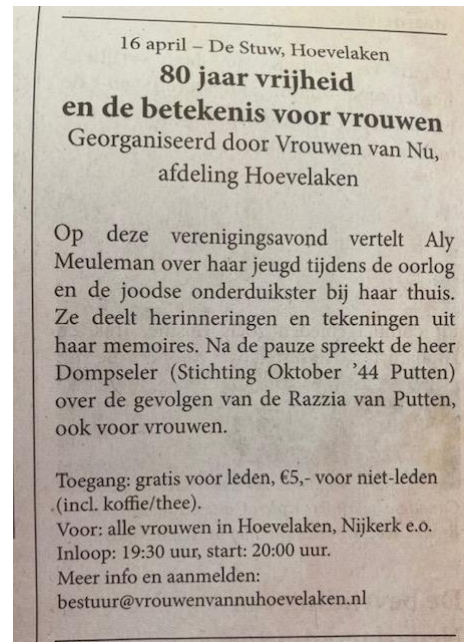 16 april – De Stuw, Hoevelaken
80 jaar vrijheid
en de betekenis voor vrouwen
Georganiseerd door Vrouwen van Nu,
afdeling Hoevelaken
Op deze verenigingsavond vertelt Aly
Meuleman over haar jeugd tijdens de oorlog
en de joodse onderduikster bij haar thuis.
Ze deelt herinneringen en tekeningen uit
haar memoires. Na de pauze spreekt de heer
Dompseler (Stichting Oktober ’44 Putten)
over de gevolgen van de Razzia van Putten,
ook voor vrouwen.
Toegang: gratis voor leden, €5,- voor niet-leden
(incl. koffie/thee).
Voor: alle vrouwen in Hoevelaken, Nijkerk e.o.
Inloop: 19:30 uur, start: 20:00 uur.
Meer info en aanmelden:
bestuur@vrouwenvannuhoevelaken.nl